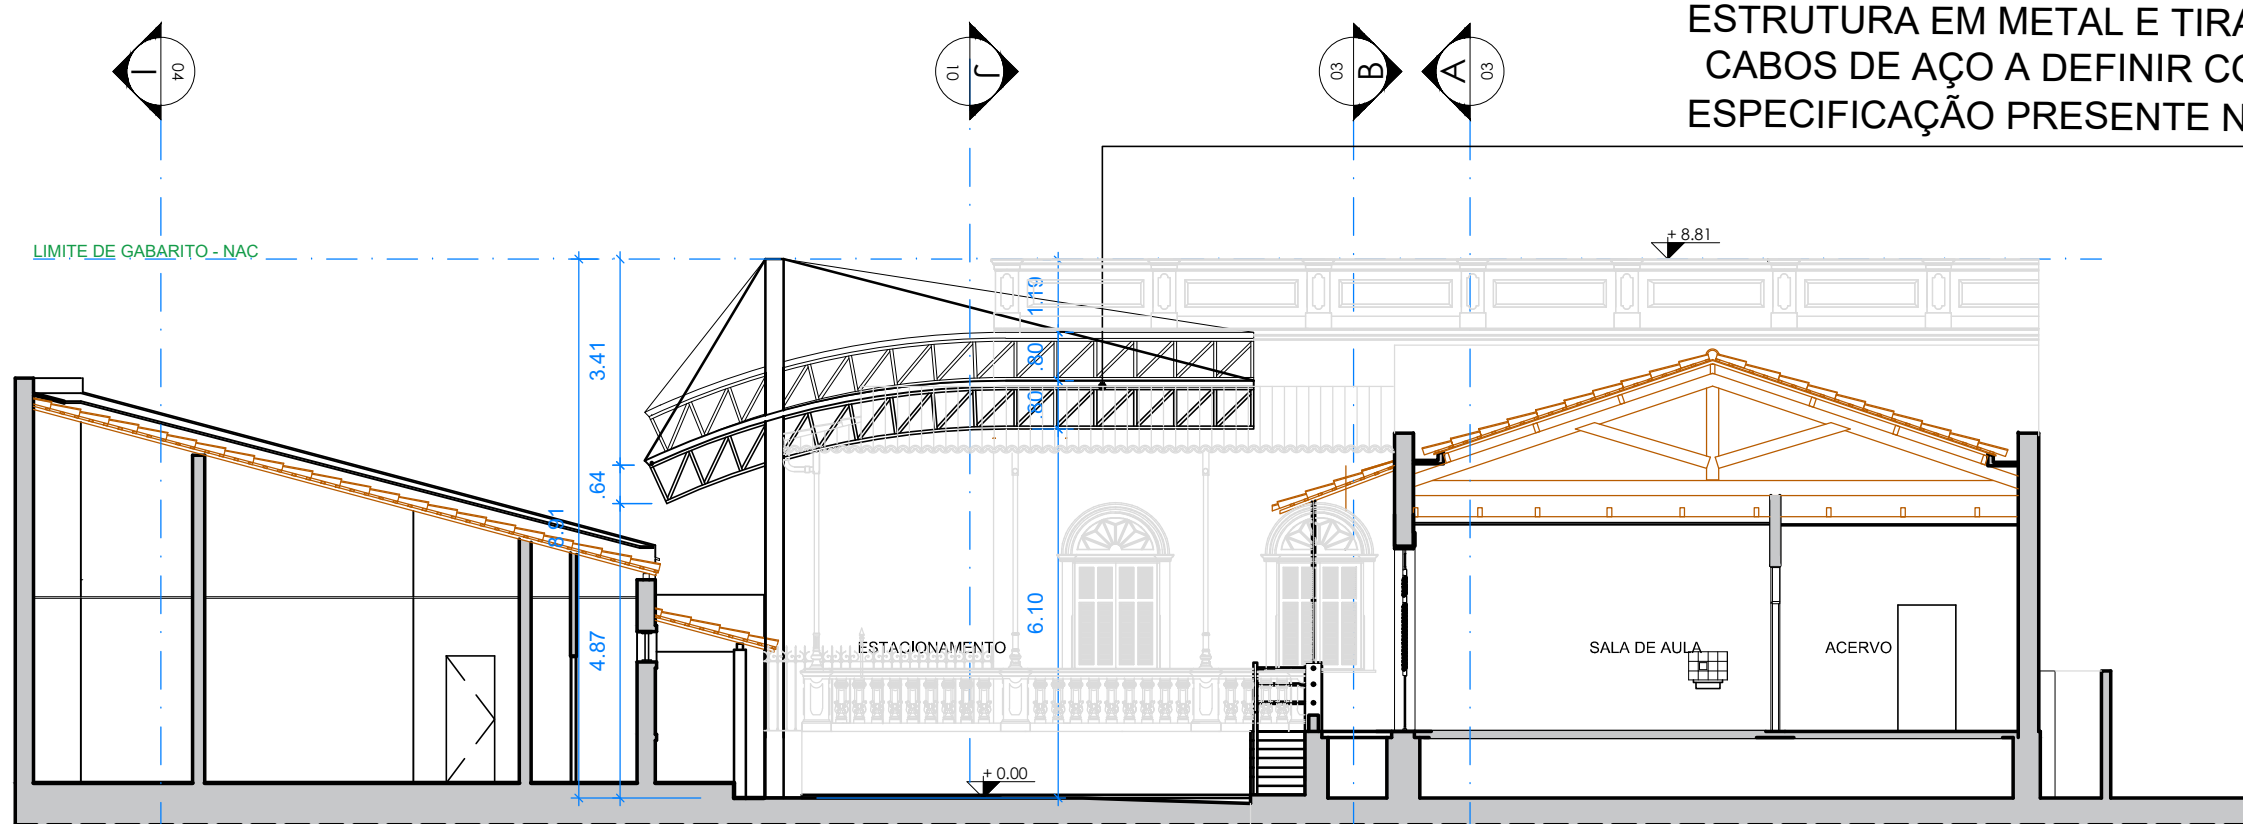 ESTRUTURA EM METAL E TIRA
CABOS DE AÇO A DEFINIR CO
ESPECIFICAÇÃO PRESENTE N
I
04
J
10
B
03
A
03
LIMITE DE GABARITO - NAC
+ 8.81
1.19
3.41
.80
.80
.64
8.91
6.10
4.87
ESTACIONAMENTO
SALA DE AULA
ACERVO
+ 0.00